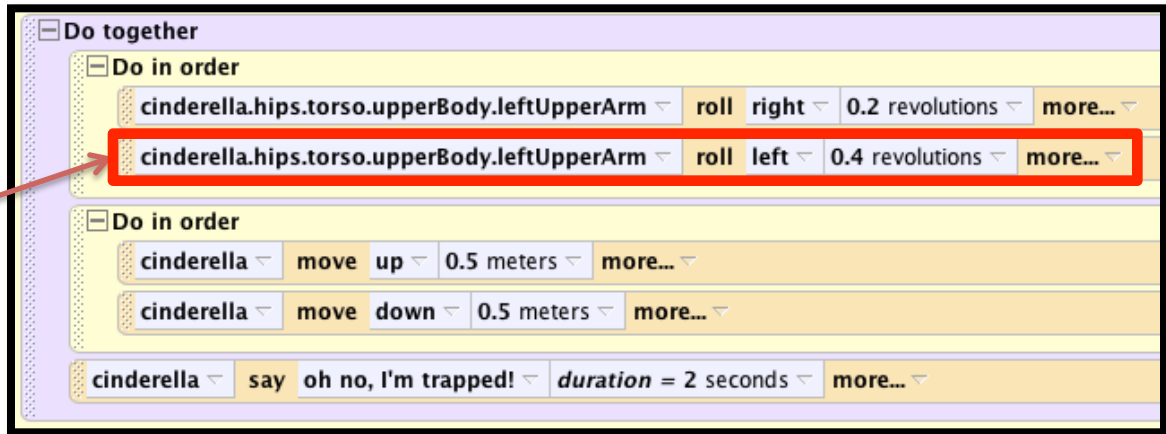 Do together
Do in order
cinderella.hips.torso.upperBody.leftUpperArm roll right 0.2 revolutions more...
cinderella.hips.torso.upperBody.leftUpperArm roll left 0.4 revolutions more...
Do in order
cinderella move up 0.5 meters more...
cinderella move down 0.5 meters more...
cinderella say oh no, I'm trapped! duration = 2 seconds more...